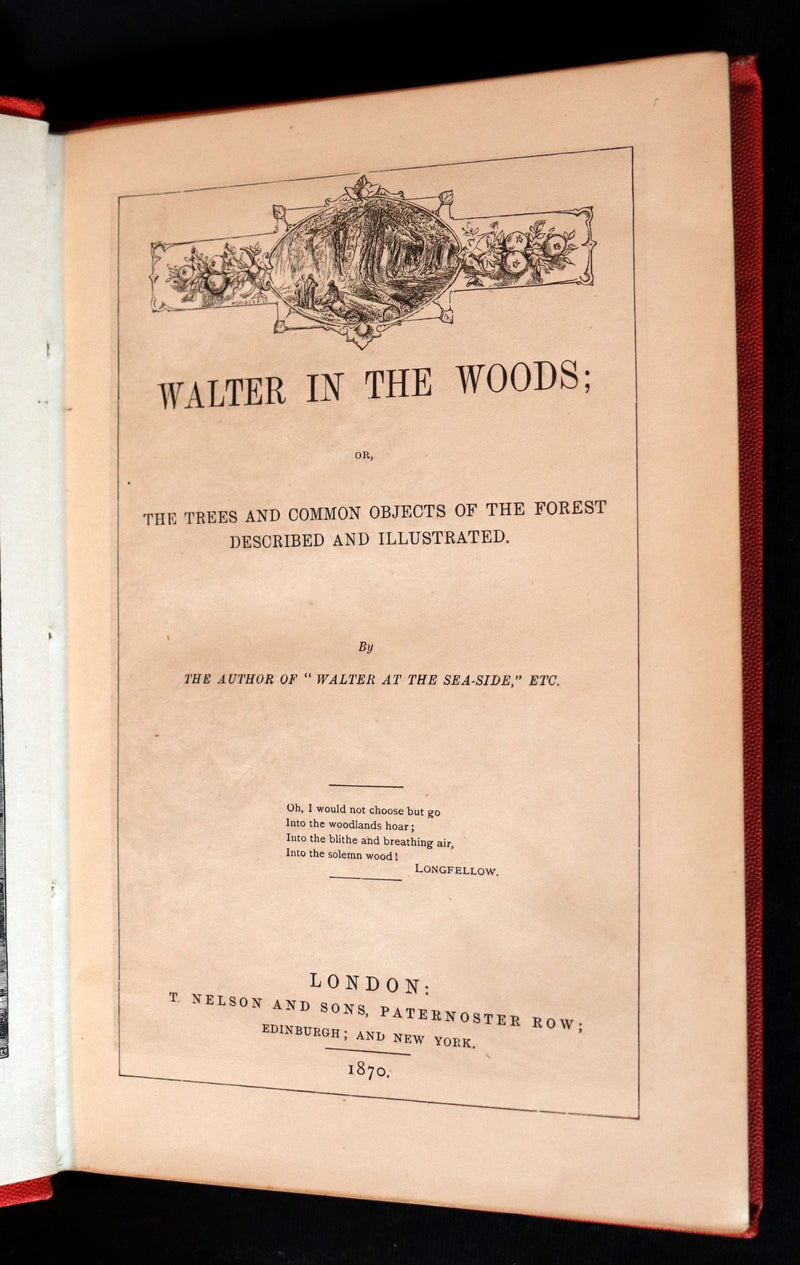 WALTER IN THE WOODS;
OR,
THE TREES AND COMMON OBJECTS OF THE FOREST
DESCRIBED AND ILLUSTRATED.
By
THE AUTHOR OF " WALTER AT THE SEA-SIDE," ETC.
Oh, I would not choose but go
Into the woodlands hoar;
Into the blithe and breathing air,
Into the solemn wood!
LONGFELLOW.
LONDON:
T. NELSON AND SONS, PATERNOSTER ROW;
EDINBURGH; AND NEW YORK.
1870.